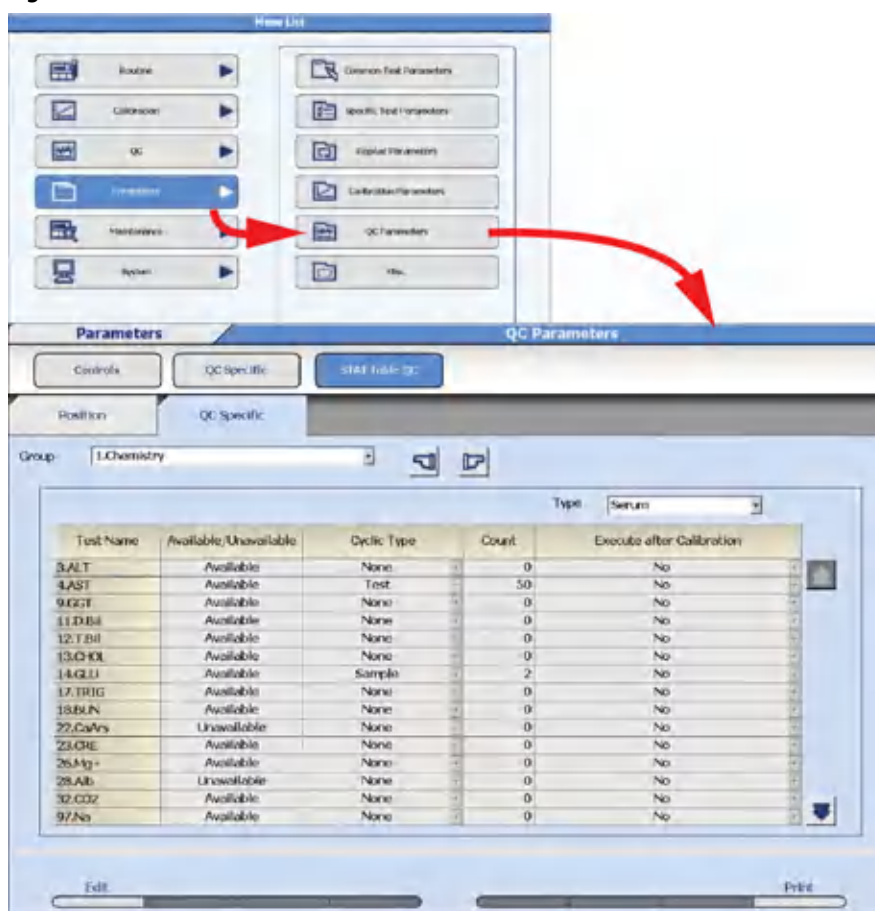 Menu List
Routine
Common Test Parameters
Calibration
Specific Test Parameters
QC
Repeat Parameters
Parameters
Calibration Parameters
Maintenance
QC Parameters
System
Misc.
Parameters
QC Parameters
Controls
QC Specific
STAT Table QC
Position
QC Specific
Group
1.Chemistry
Type
Serum
Test Name Available/Unavailable Cyclic Type Count Execute after Calibration
3.ALT Available None 0 No
4.AST Available Test 50 No
9.GGT Available None 0 No
11.D.Bil Available None 0 No
12.T.Bil Available None 0 No
13.CHOL Available None 0 No
14.GLU Available Sample 2 No
17.TRIG Available None 0 No
18.BUN Available None 0 No
22.CaArs Unavailable None 0 No
23.CRE Available None 0 No
26.Mg+ Available None 0 No
28.Alb Unavailable None 0 No
32.CO2 Available None 0 No
97.Na Available None 0 No
Edit
Print